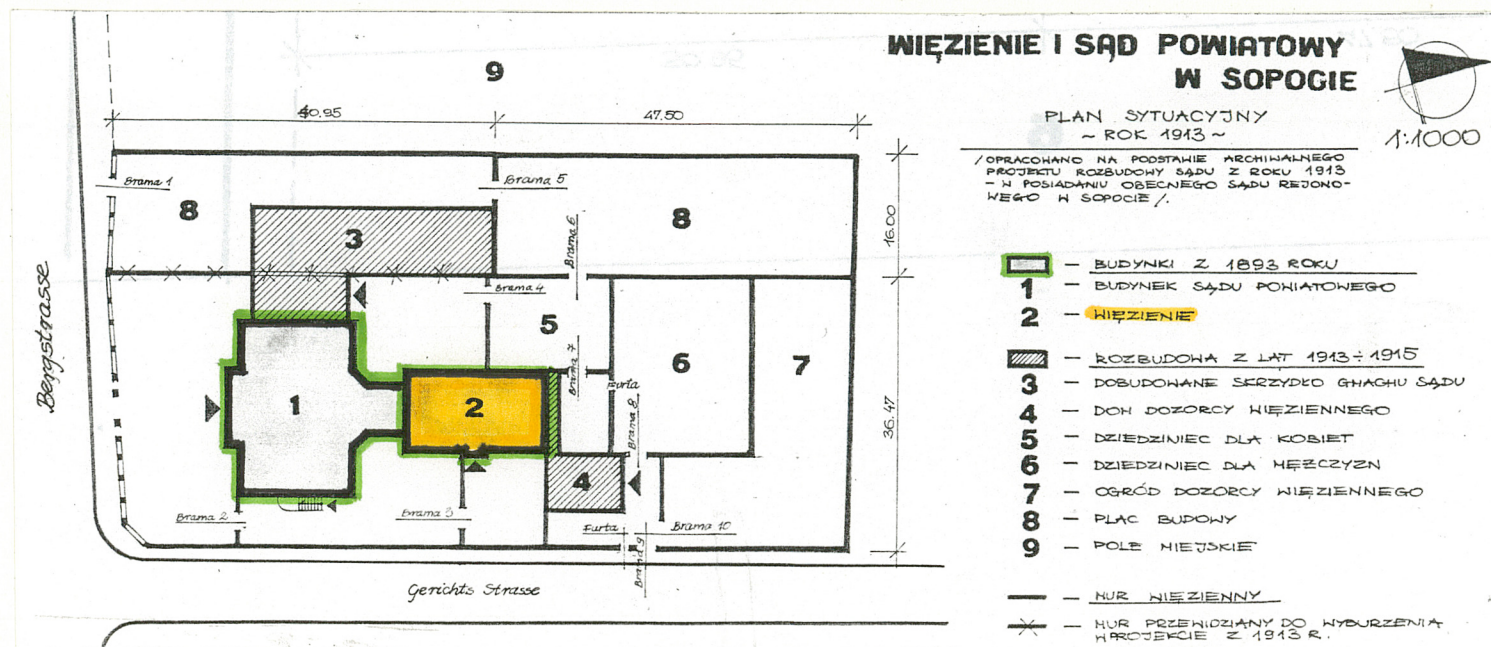 WIĘZIENIE I SĄD POWIATOWY
W SOPOCIE
PLAN SYTUACYJNY
~ ROK 1913 ~
1:1000
/OPRACOWANO NA PODSTAWIE ARCHIWALNEGO
PROJEKTU ROZBUDOWY SĄDU Z ROKU 1913
- W POSIADANIU OBECNEGO SĄDU REJONO-
WEGO W SOPOCIE/.
— BUDYNKI Z 1893 ROKU
1 — BUDYNEK SĄDU POWIATOWEGO
2 — WIĘZIENIE
— ROZBUDOWA Z LAT 1913÷1915
3 — DOBUDOWANE SKRZYDŁO GMACHU SĄDU
4 — DOM DOZORCY WIĘZIENNEGO
5 — DZIEDZINIEC DLA KOBIET
6 — DZIEDZINIEC DLA MĘŻCZYZN
7 — OGRÓD DOZORCY WIĘZIENNEGO
8 — PLAC BUDOWY
9 — POLE MIEJSKIE
— MUR WIĘZIENNY
— MUR PRZEWIDZIANY DO WYBURZENIA
W PROJEKCIE Z 1913 R.
9
40.95
47.50
Brama 1
Brama 5
8
3
8
Brama 6
16.00
Brama 4
5
Bergstrasse
Brama 7
6
7
Furta
1
2
Brama 8
36.47
4
Brama 2
Brama 3
Furta
Brama 10
Brama 9
Gerichts Strasse